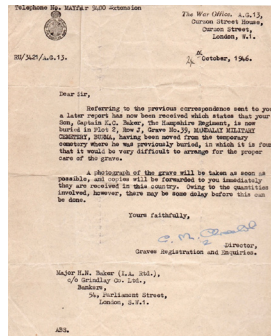 Telephone No. MAYfair 3400 Extension
The War Office, A.G.13,
Curzon Street House,
Curzon Street,
London, W.1.
BU/3421/A.G.13.
October, 1946.
Dear Sir,
Referring to the previous correspondence sent to you
a later report has now been received which states that your
Son, Captain K.C. Baker, The Hampshire Regiment, is now
buried in Plot 2, Row J, Grave No.39, MANDALAY MILITARY
CEMETERY, BURMA, having been moved from the temporary
cemetery where he was previously buried, in which it is found
that it would be very difficult to arrange for the proper
care of the grave.
A photograph of the grave will be taken as soon as
possible, and copies will be forwarded to you immediately
they are received in this country. Owing to the quantities
involved, however, there may be some delay before this can
be done.
Yours faithfully,
Director,
Graves Registration and Enquiries.
Major H.N. Baker (I.A. Rtd.),
c/o Grindlay Co. Ltd.,
Bankers,
54, Parliament Street,
London, S.W.1.